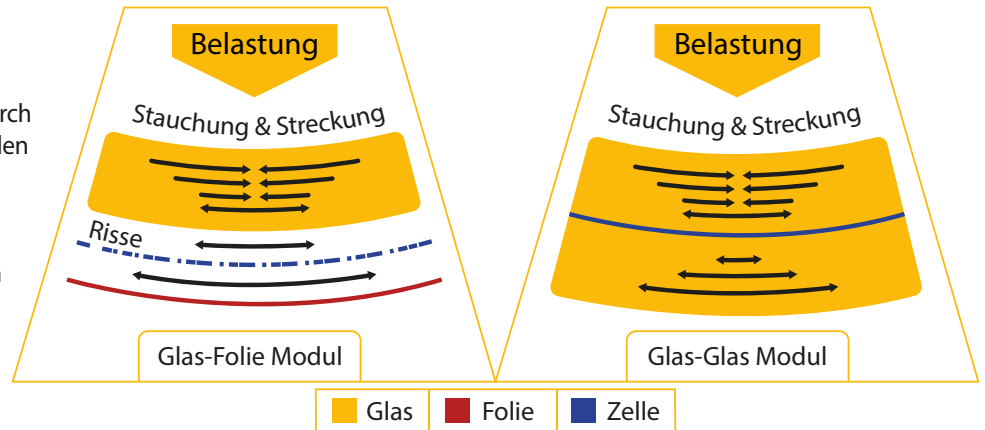 Belastung
Stauchung & Streckung
Risse
Glas-Folie Modul
Belastung
Stauchung & Streckung
Glas-Glas Modul
Glas
Folie
Zelle